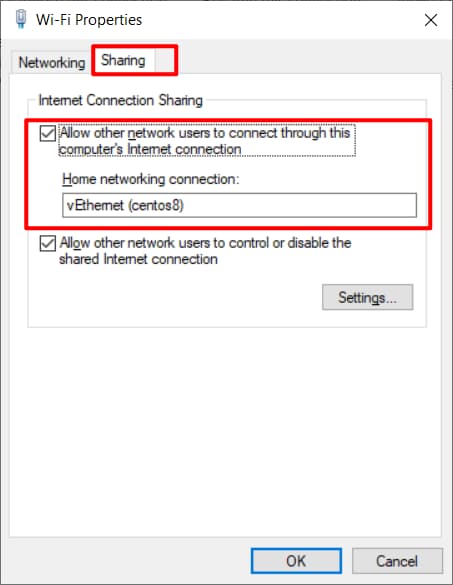 Wi-Fi Properties
Networking
Sharing
Internet Connection Sharing
Allow other network users to connect through this
computer's Internet connection
Home networking connection:
vEthernet (centos8)
Allow other network users to control or disable the
shared Internet connection
Settings...
OK
Cancel